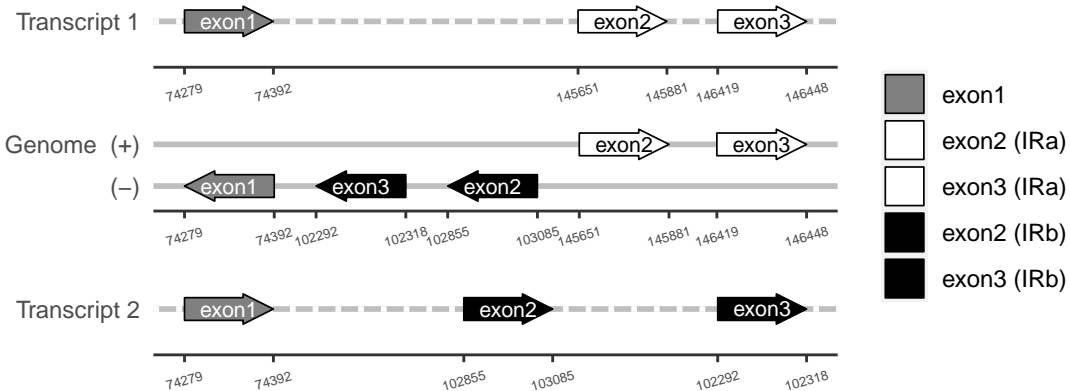 Transcript 1 exon1 exon2 exon3
74279 74392 145651 145881 146419 146448
Genome (+) exon2 exon3
(−) exon1 exon3 exon2
74279 74392 102292 102318 102855 103085 145651 145881 146419 146448
Transcript 2 exon1 exon2 exon3
74279 74392 102855 103085 102292 102318
exon1
exon2 (IRa)
exon3 (IRa)
exon2 (IRb)
exon3 (IRb)